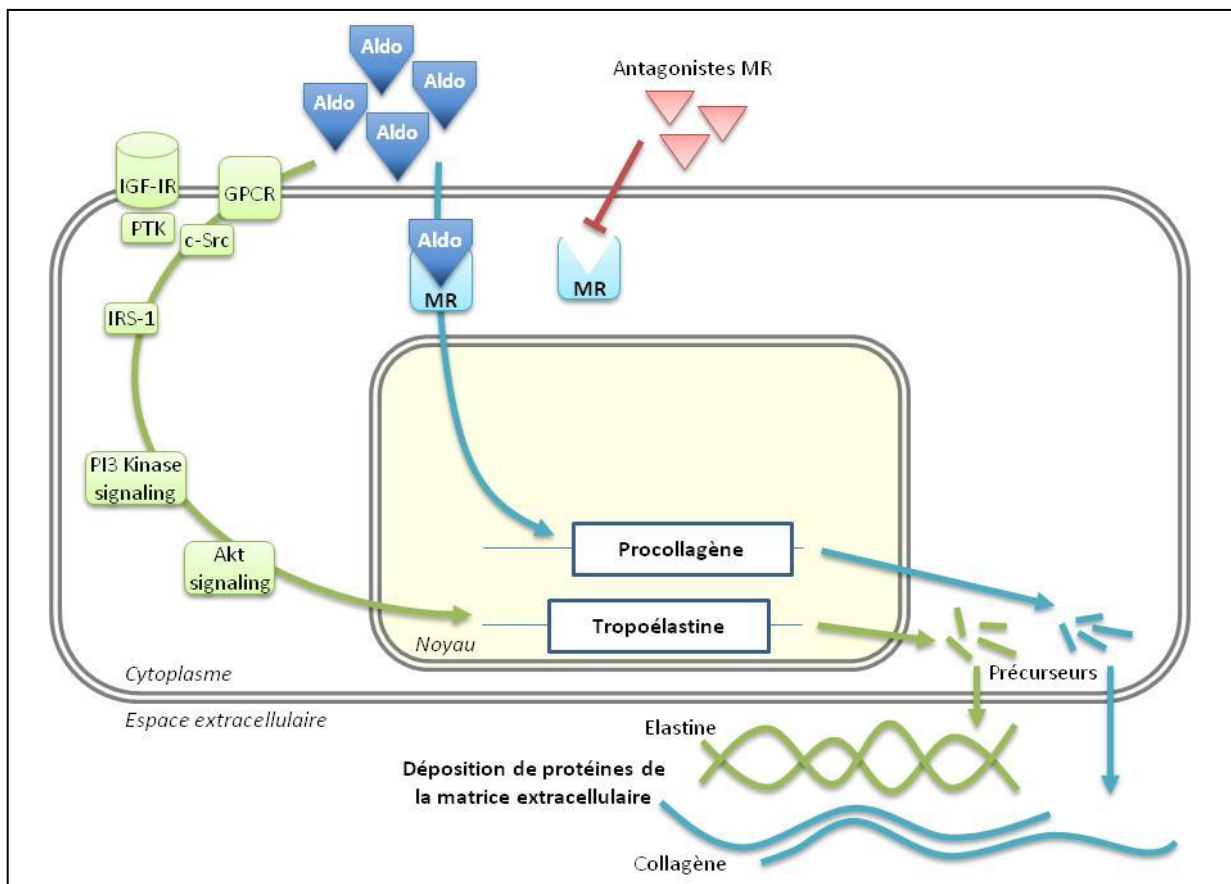 Aldo
Aldo
Aldo
Aldo
Antagonistes MR
IGF-IR
GPCR
PTK
c-Src
Aldo
MR
MR
IRS-1
PI3 Kinase
signaling
Akt
signaling
Procollagène
Tropoélastine
Noyau
Précurseurs
Cytoplasme
Espace extracellulaire
Elastine
Déposition de protéines de
la matrice extracellulaire
Collagène